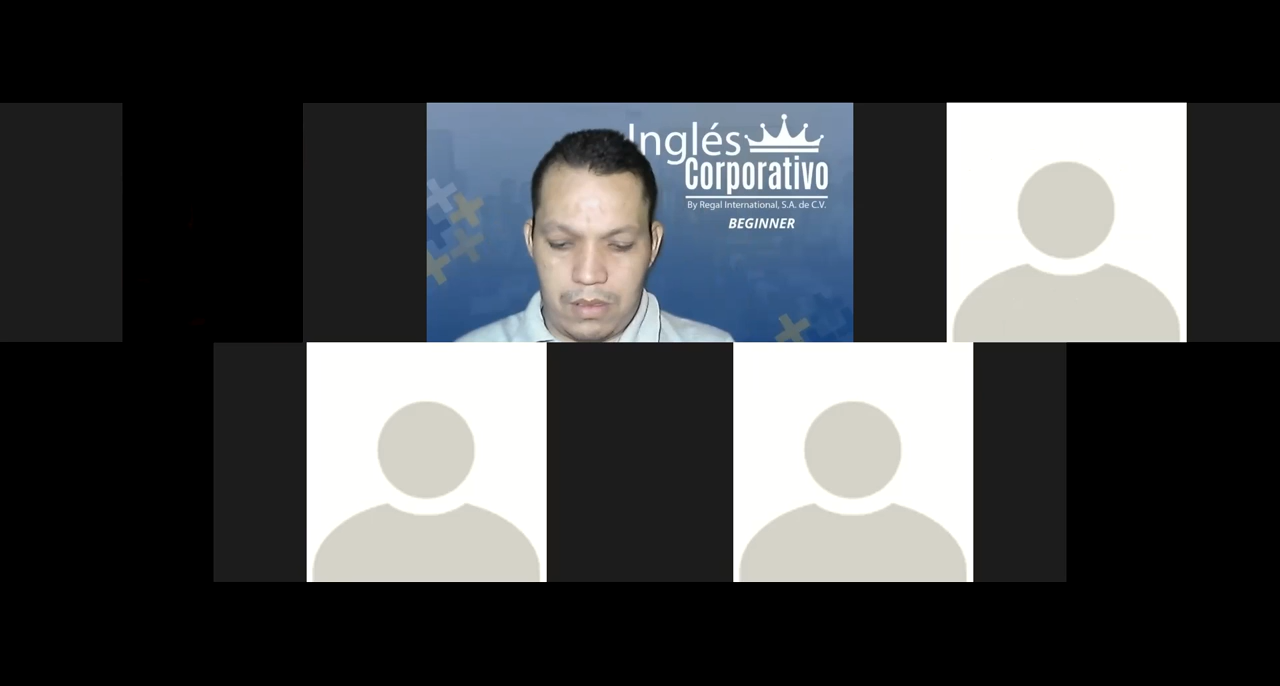 Inglés
Corporativo
By Regal International, S.A. de C.V.
BEGINNER